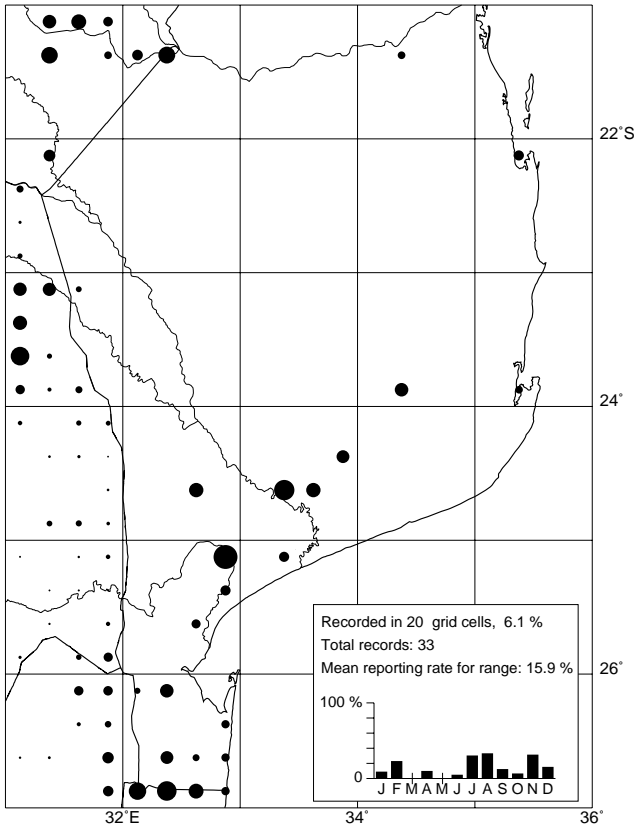 22˚S
24˚
Recorded in 20 grid cells, 6.1 %
Total records: 33
Mean reporting rate for range: 15.9 %
26˚
100 %
0
J F M A M J J A S O N D
32˚E
34˚
36˚